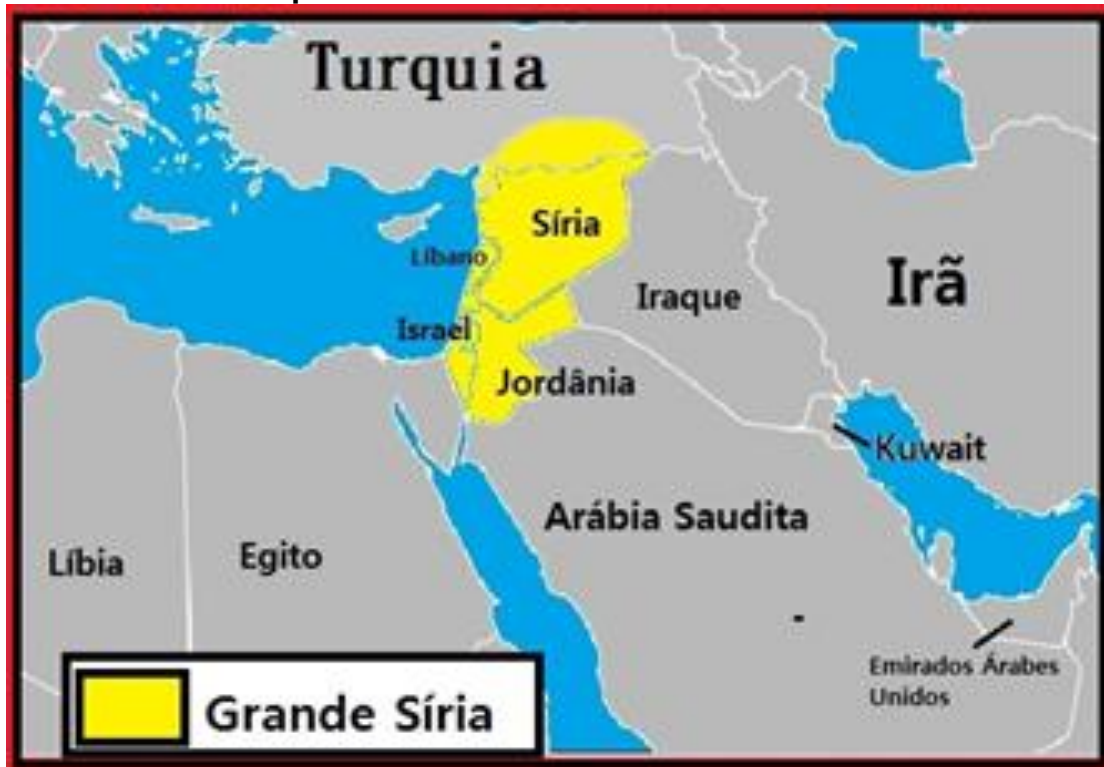 Turquia
Síria
Líbano
Irã
Iraque
Israel
Jordânia
Kuwait
Arábia Saudita
Egito
Líbia
Emirados Árabes
Unidos
Grande Síria